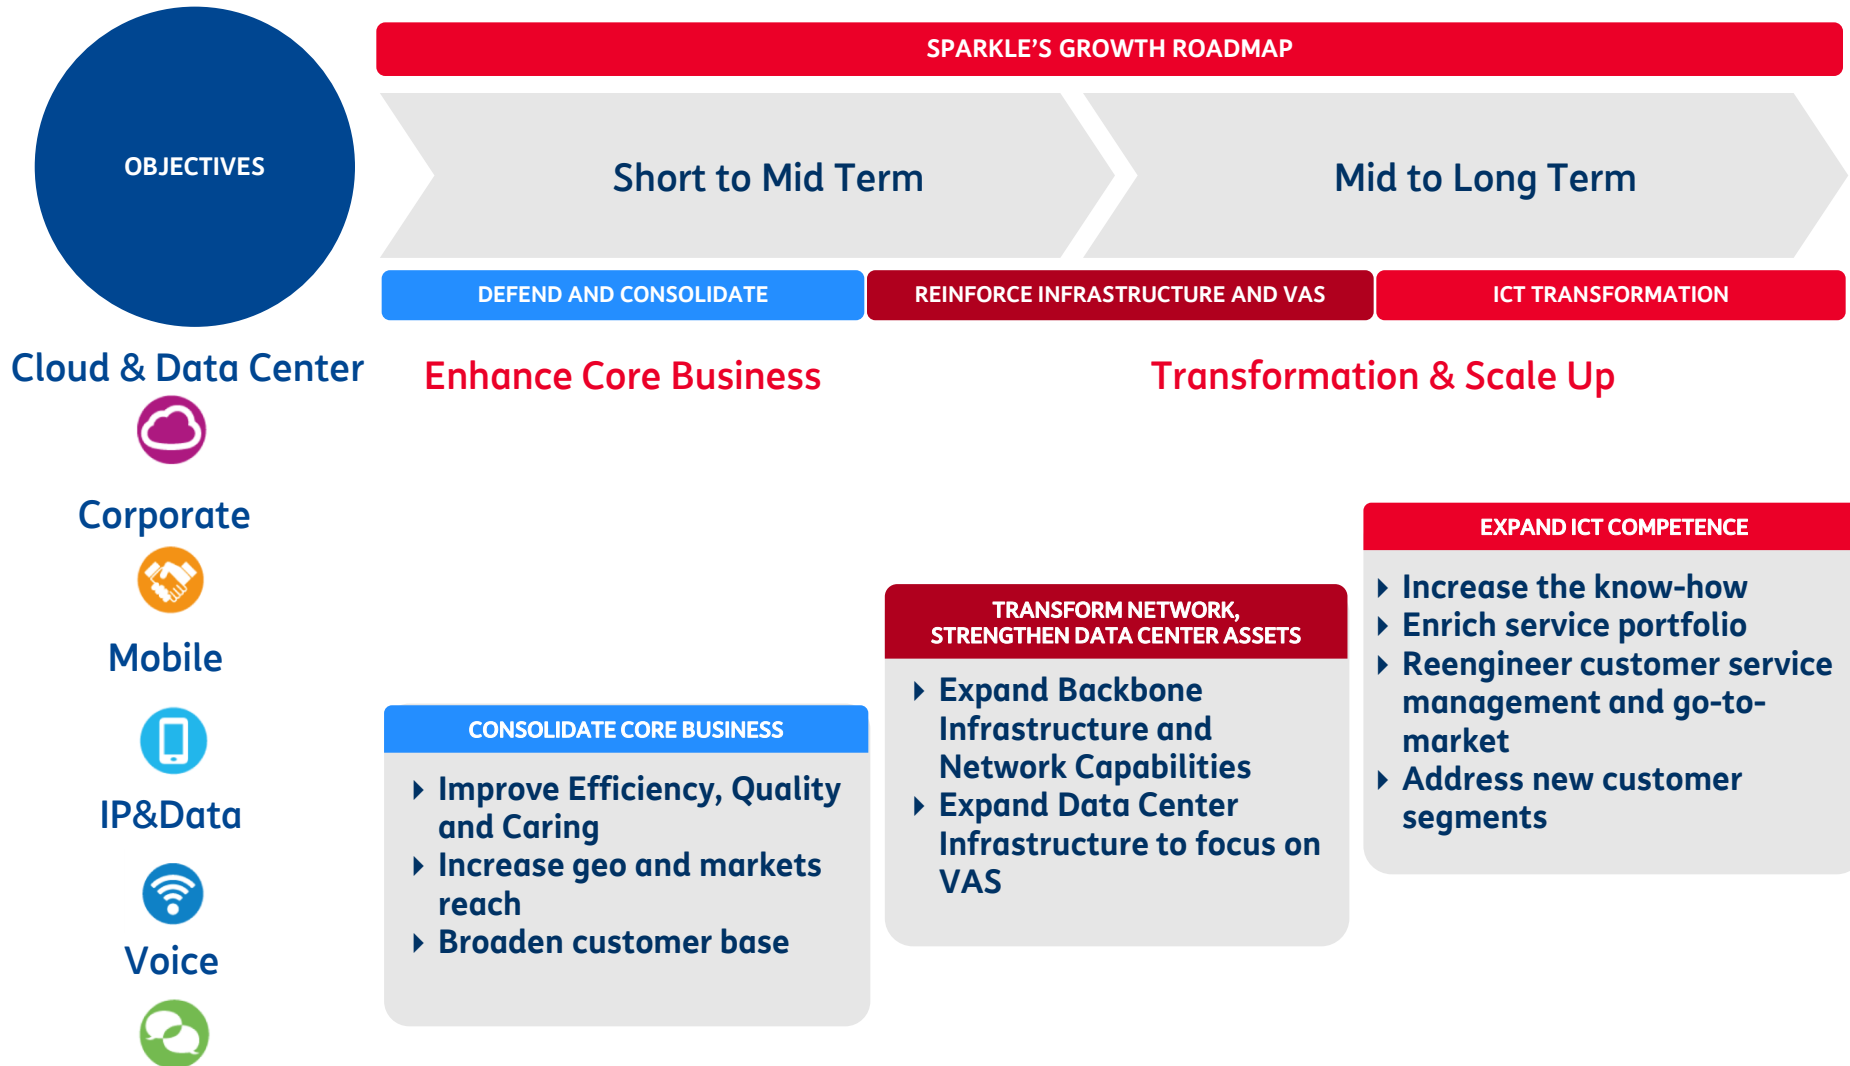 OBJECTIVES
SPARKLE’S GROWTH ROADMAP
Short to Mid Term
Mid to Long Term
DEFEND AND CONSOLIDATE
REINFORCE INFRASTRUCTURE AND VAS
ICT TRANSFORMATION
Enhance Core Business
Transformation & Scale Up
Cloud & Data Center
Corporate
Mobile
IP&Data
Voice
CONSOLIDATE CORE BUSINESS
Improve Efficiency, Quality
and Caring
Increase geo and markets
reach
Broaden customer base
TRANSFORM NETWORK,
STRENGTHEN DATA CENTER ASSETS
Expand Backbone
Infrastructure and
Network Capabilities
Expand Data Center
Infrastructure to focus on
VAS
EXPAND ICT COMPETENCE
Increase the know-how
Enrich service portfolio
Reengineer customer service
management and go-to-
market
Address new customer
segments